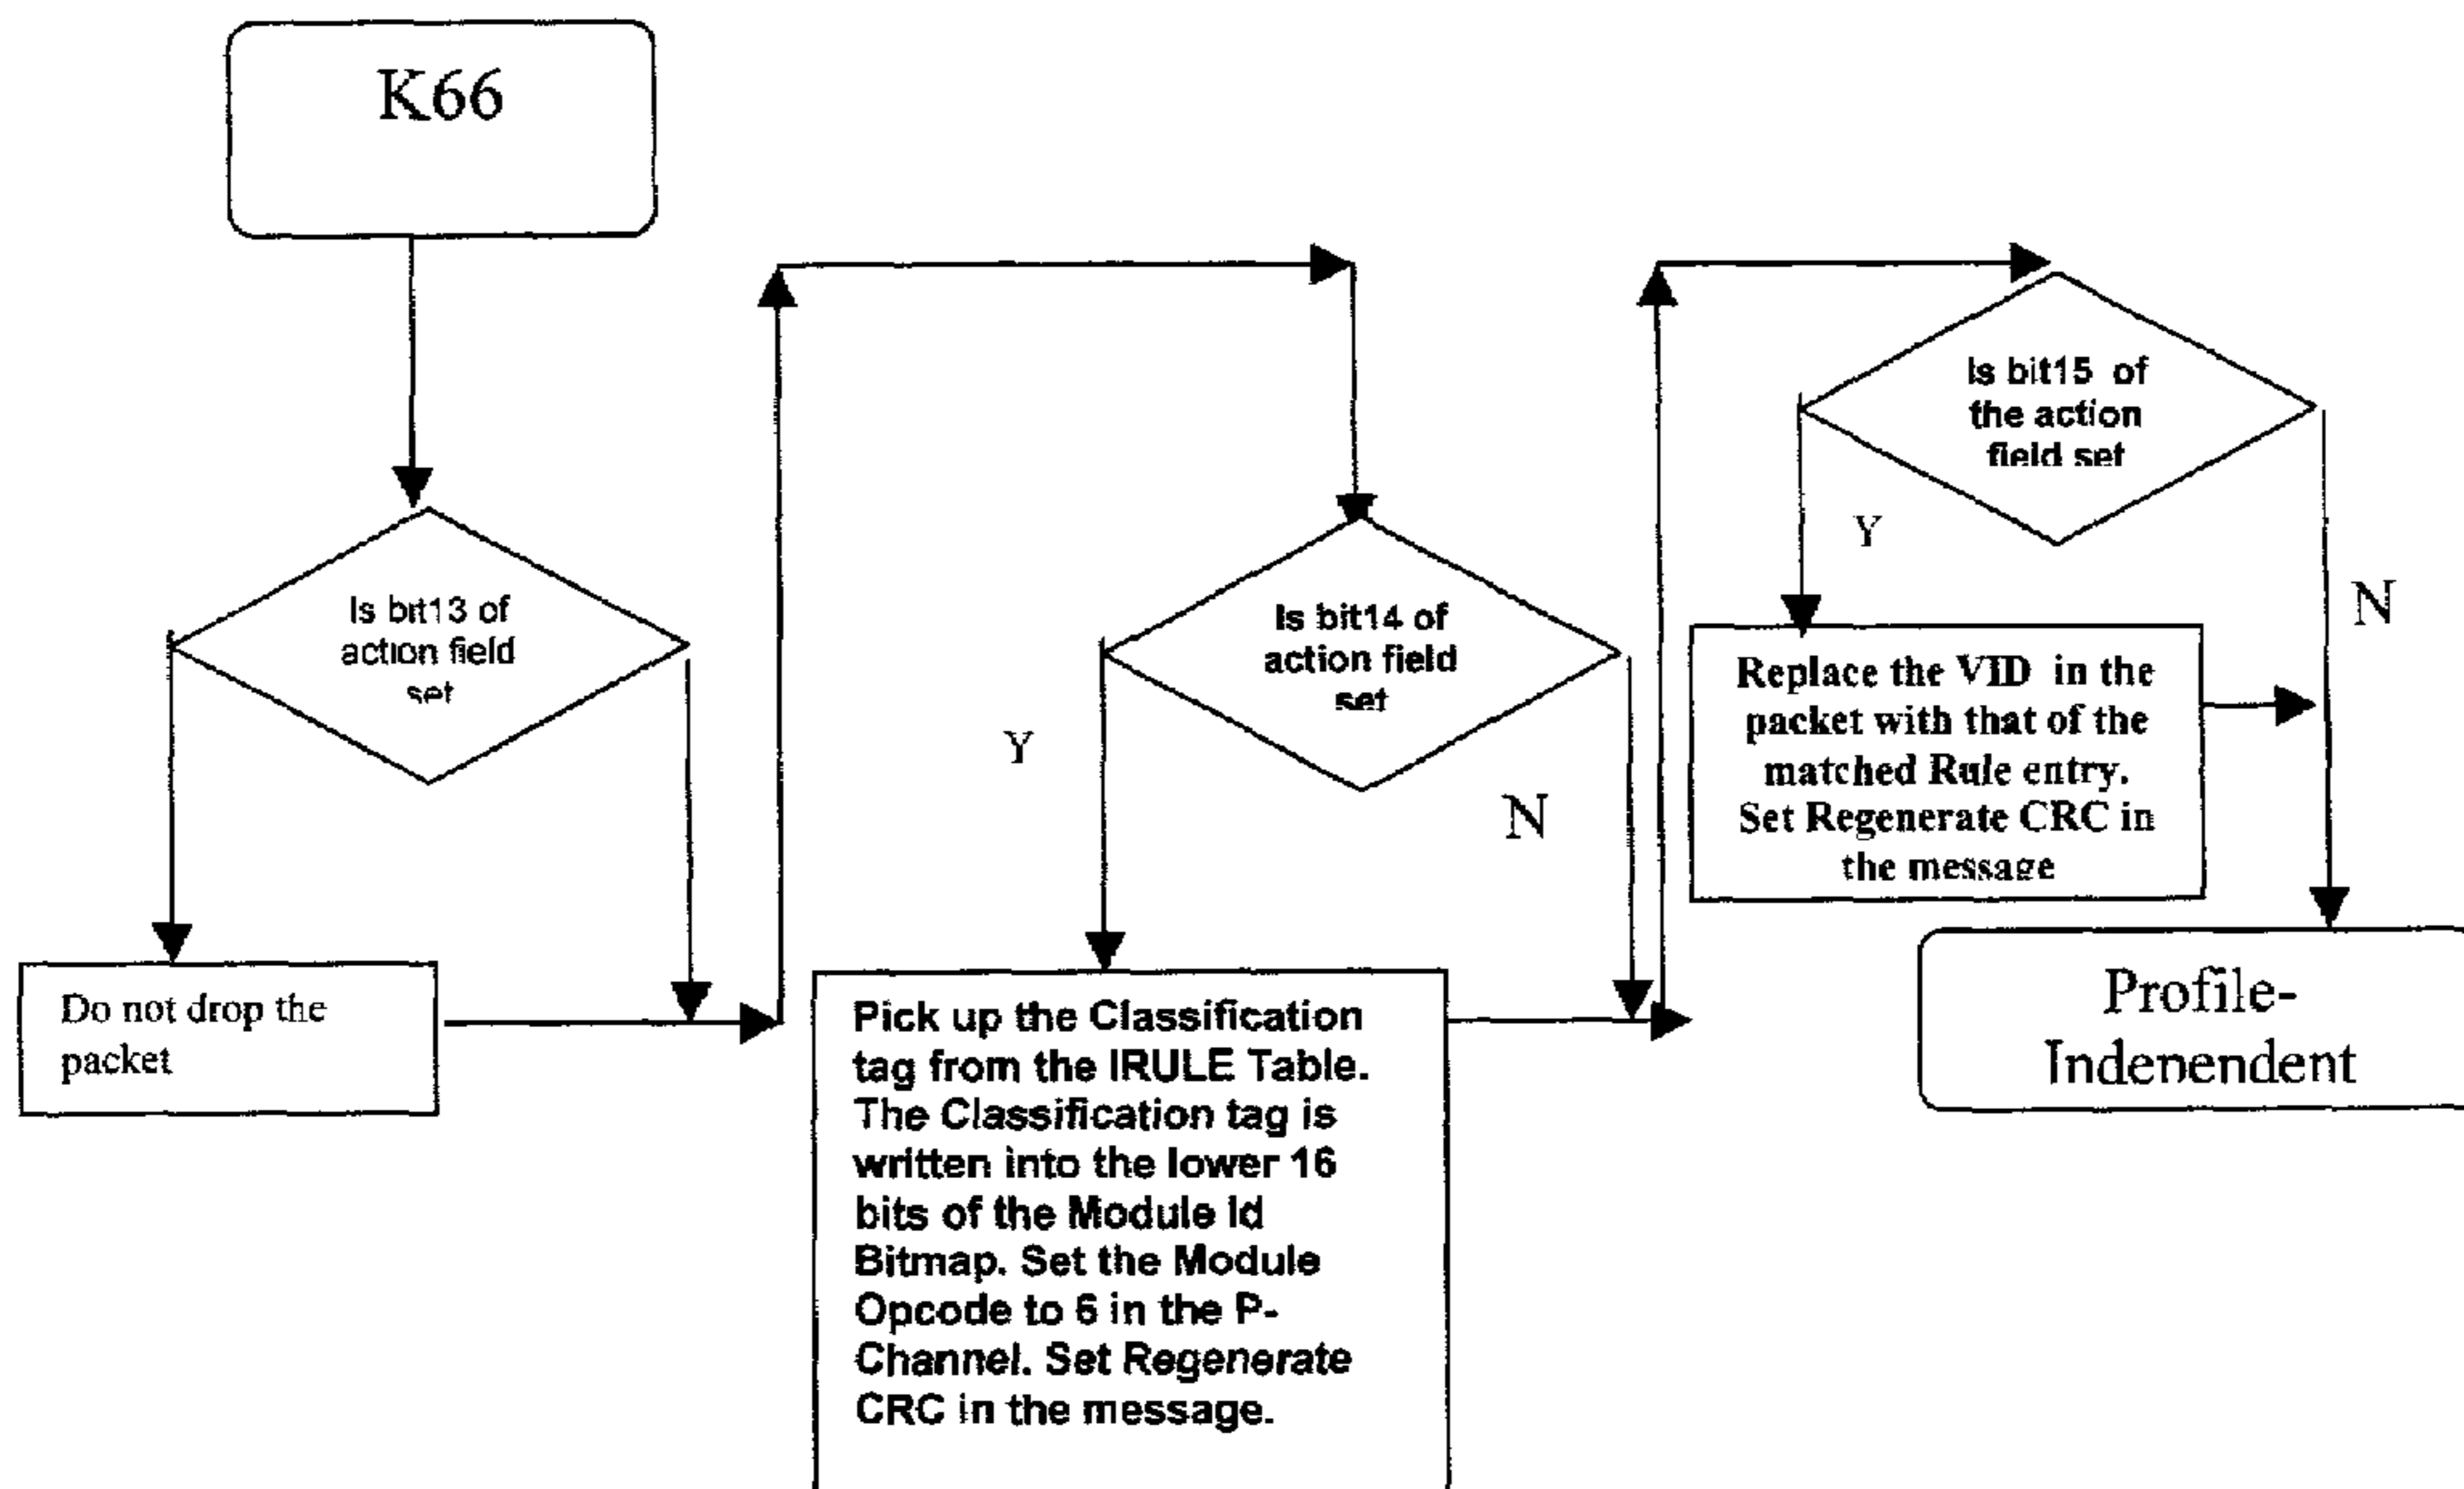 K66
Is bit13 of
action field
set
Do not drop the
packet
Is bit14 of
action field
set
Y
N
Pick up the Classification
tag from the IRULE Table.
The Classification tag is
written into the lower 16
bits of the Module Id
Bitmap. Set the Module
Opcode to 6 in the P-
Channel. Set Regenerate
CRC in the message.
Is bit15 of
the action
field set
Y
N
Replace the VID in the
packet with that of the
matched Rule entry.
Set Regenerate CRC in
the message
Profile-
Independent